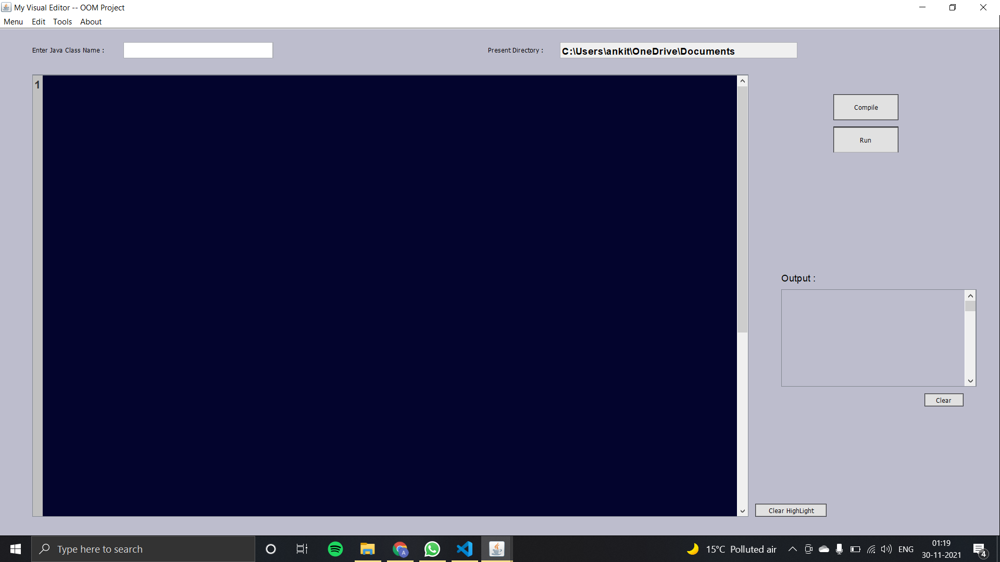 My Visual Editor -- OOM Project
Menu Edit Tools About
Enter Java Class Name :
Present Directory : C:\Users\ankit\OneDrive\Documents
1
Compile
Run
Output :
Clear
Clear HighLight
Type here to search
A
15°C Polluted air
ENG
01:19
30-11-2021
4